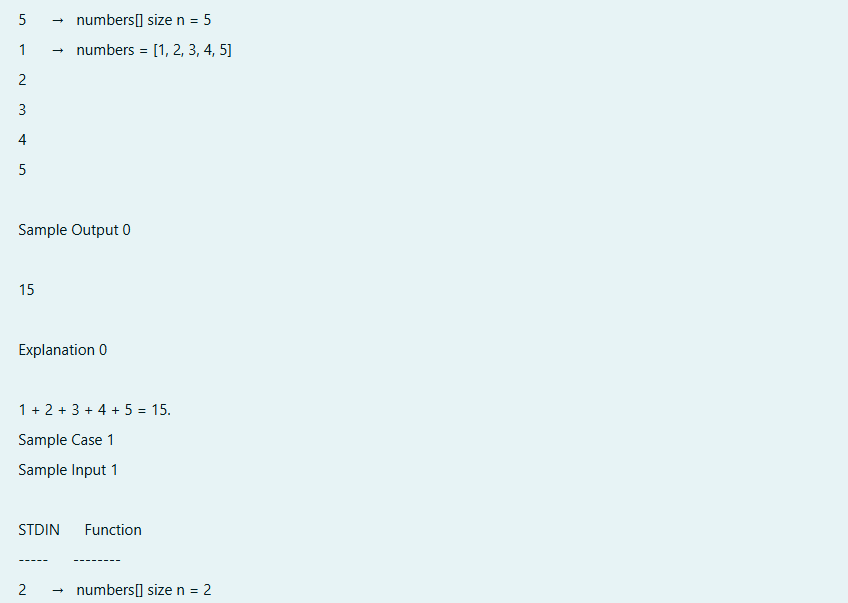 5 → numbers[] size n = 5
1 → numbers = [1, 2, 3, 4, 5]
2
3
4
5
Sample Output 0
15
Explanation 0
1 + 2 + 3 + 4 + 5 = 15.
Sample Case 1
Sample Input 1
STDIN Function
----- --------
2 → numbers[] size n = 2